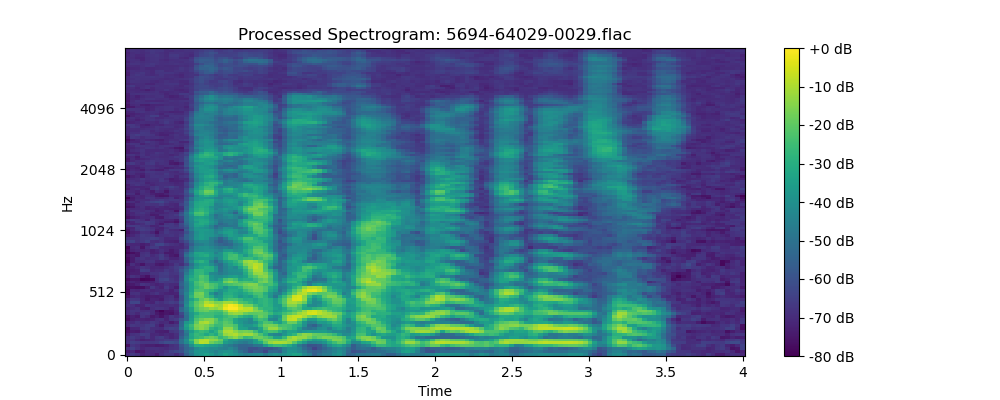 Processed Spectrogram: 5694-64029-0029.flac
Hz
4096
2048
1024
512
0
0 0.5 1 1.5 2 2.5 3 3.5 4
Time
+0 dB
-10 dB
-20 dB
-30 dB
-40 dB
-50 dB
-60 dB
-70 dB
-80 dB